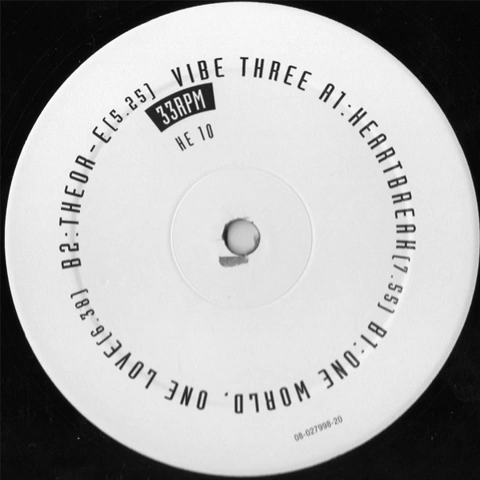 VIBE THREE A1:HEARTBREAK[7.55] B1:ONE WORLD, ONE LOVE[6.38] B2:THEOR-E[5.25]
33RPM
HE 10
08-027998-20